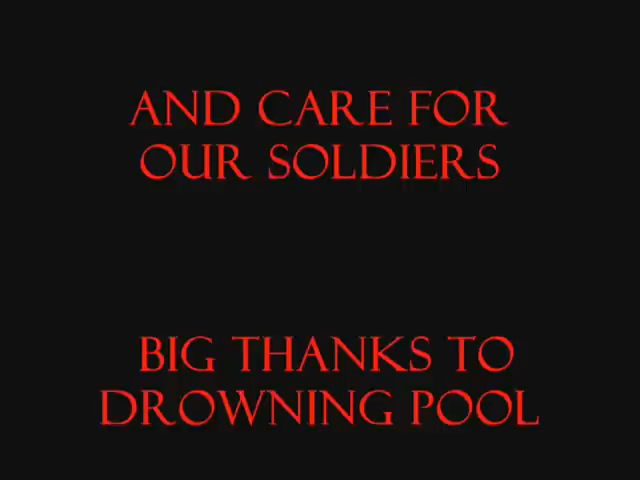 AND CARE FOR
OUR SOLDIERS
BIG THANKS TO
DROWNING POOL